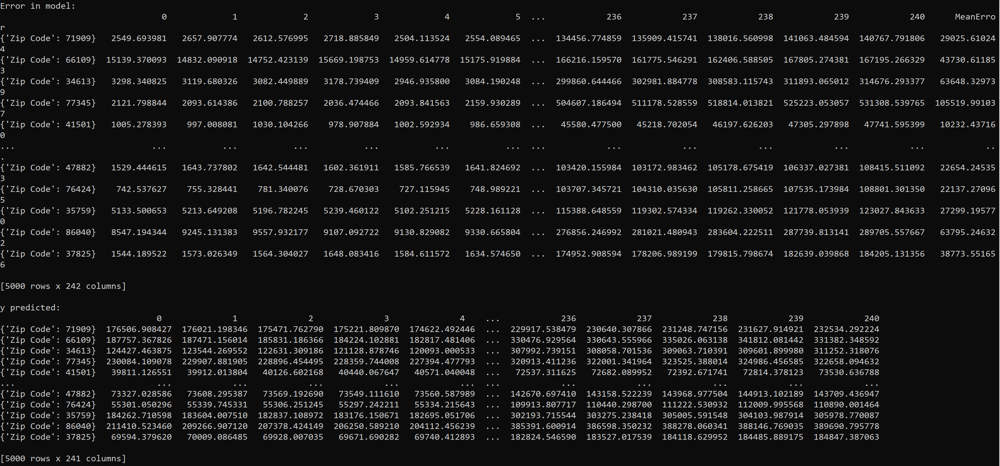 Error in model:
0 1 2 3 4 5 ... 236 237 238 239 240 MeanErro
r
{'Zip Code': 71909} 2549.693981 2657.907774 2612.576995 2718.885849 2504.113524 2554.089465 ... 134456.774859 135909.415741 138016.560998 141063.484594 140767.791806 29025.61024
4
{'Zip Code': 66109} 15139.370093 14832.090918 14752.423139 15669.198753 14959.614778 15175.919884 ... 166216.159570 161775.546291 162406.588505 167805.274381 167195.266329 43730.61185
3
{'Zip Code': 34613} 3298.340825 3119.680326 3082.449889 3178.739409 2946.935800 3084.190248 ... 299860.644466 302981.884778 308583.115743 311893.065012 314676.293377 63648.32973
9
{'Zip Code': 77345} 2121.798844 2093.614386 2100.788257 2036.474466 2093.841563 2159.930289 ... 504607.186494 511178.528559 518814.013821 525223.053057 531308.539765 105519.99103
7
{'Zip Code': 41501} 1005.278393 997.008081 1030.104266 978.907884 1002.592934 986.659308 ... 45580.477500 45218.702054 46197.626203 47305.297898 47741.595399 10232.43716
0
... ... ... ... ... ... ... ... ... ... ... ... ... ..
.
{'Zip Code': 47882} 1529.444615 1643.737802 1642.544481 1602.361911 1585.766539 1641.824692 ... 103420.155984 103172.983462 105178.675419 106337.027381 108415.511092 22654.24535
3
{'Zip Code': 76424} 742.537627 755.328441 781.340076 728.670303 727.115945 748.989221 ... 103707.345721 104310.035630 105811.258665 107535.173984 108801.301350 22137.27096
5
{'Zip Code': 35759} 5133.500653 5213.649208 5196.782245 5239.460122 5102.251215 5228.161128 ... 115388.648559 119302.574334 119262.330052 121778.053939 123027.843633 27299.19577
0
{'Zip Code': 86040} 8547.194344 9245.131383 9557.932177 9107.092722 9130.829082 9330.665804 ... 276856.246992 281021.480943 283604.222511 287739.813141 289705.557667 63795.24632
2
{'Zip Code': 37825} 1544.189522 1573.026349 1564.304027 1648.083416 1584.611572 1634.574650 ... 174952.908594 178206.989199 179815.798674 182639.039868 184205.131356 38773.55165
6
[5000 rows x 242 columns]
y predicted:
0 1 2 3 4 ... 236 237 238 239 240
{'Zip Code': 71909} 176506.908427 176021.198346 175471.762790 175221.809870 174622.492446 ... 229917.538479 230640.307866 231248.747156 231627.914921 232534.292224
{'Zip Code': 66109} 187757.367826 187471.156014 185831.186366 184224.102881 182817.481406 ... 330476.929564 330643.555966 335026.063138 341812.081442 331382.348592
{'Zip Code': 34613} 124427.463875 123544.269552 122631.309186 121128.878746 120093.000533 ... 307992.739151 308058.701536 309063.710391 309601.899980 311252.318076
{'Zip Code': 77345} 230084.109078 229907.881905 228896.454495 228359.744008 227394.477793 ... 320913.411236 322001.341964 323525.388014 324986.456585 322658.094632
{'Zip Code': 41501} 39811.126551 39912.013804 40126.602168 40440.067647 40571.040048 ... 72537.311625 72682.089952 72392.671741 72814.378123 73530.636788
... ... ... ... ... ... ... ... ... ... ... ...
{'Zip Code': 47882} 73327.028586 73608.295387 73569.192690 73549.111610 73560.587989 ... 142670.697410 143158.522239 143968.977504 144913.102189 143709.436947
{'Zip Code': 76424} 55301.050296 55339.745331 55306.251245 55297.242211 55334.215643 ... 109913.807717 110440.298700 111222.530932 112009.995568 110890.001464
{'Zip Code': 35759} 184262.710598 183604.007510 182837.108972 183176.150671 182695.051706 ... 302193.715544 303275.238418 305005.591548 304103.987914 305978.770087
{'Zip Code': 86040} 211410.523460 209266.907120 207378.424149 206250.589210 204112.456239 ... 385391.600914 386598.350232 388278.060341 388146.769035 389690.795778
{'Zip Code': 37825} 69594.379620 70009.086485 69928.007035 69671.690282 69740.412893 ... 182824.546590 183527.017539 184118.629952 184485.889175 184847.387063
[5000 rows x 241 columns]